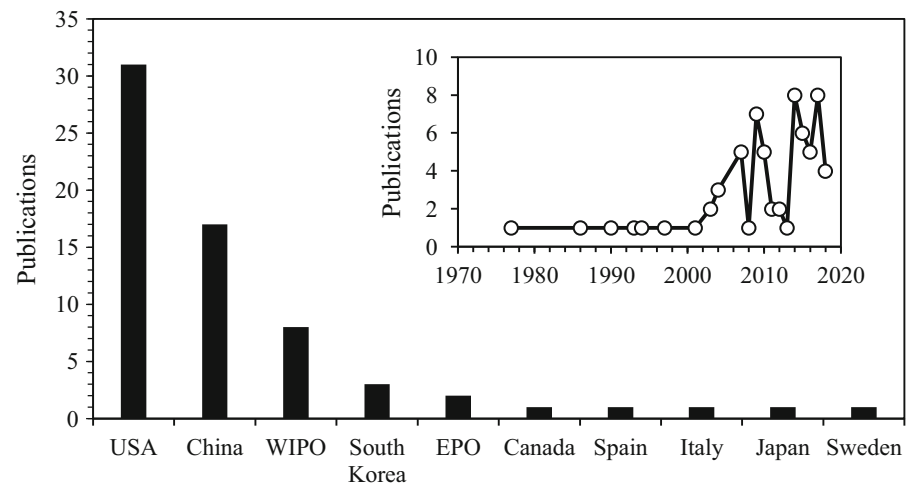 35
30
25
20
15
10
5
0
Publications
10
8
6
4
2
0
Publications
1970 1980 1990 2000 2010 2020
USA China WIPO South EPO Canada Spain Italy Japan Sweden
Korea